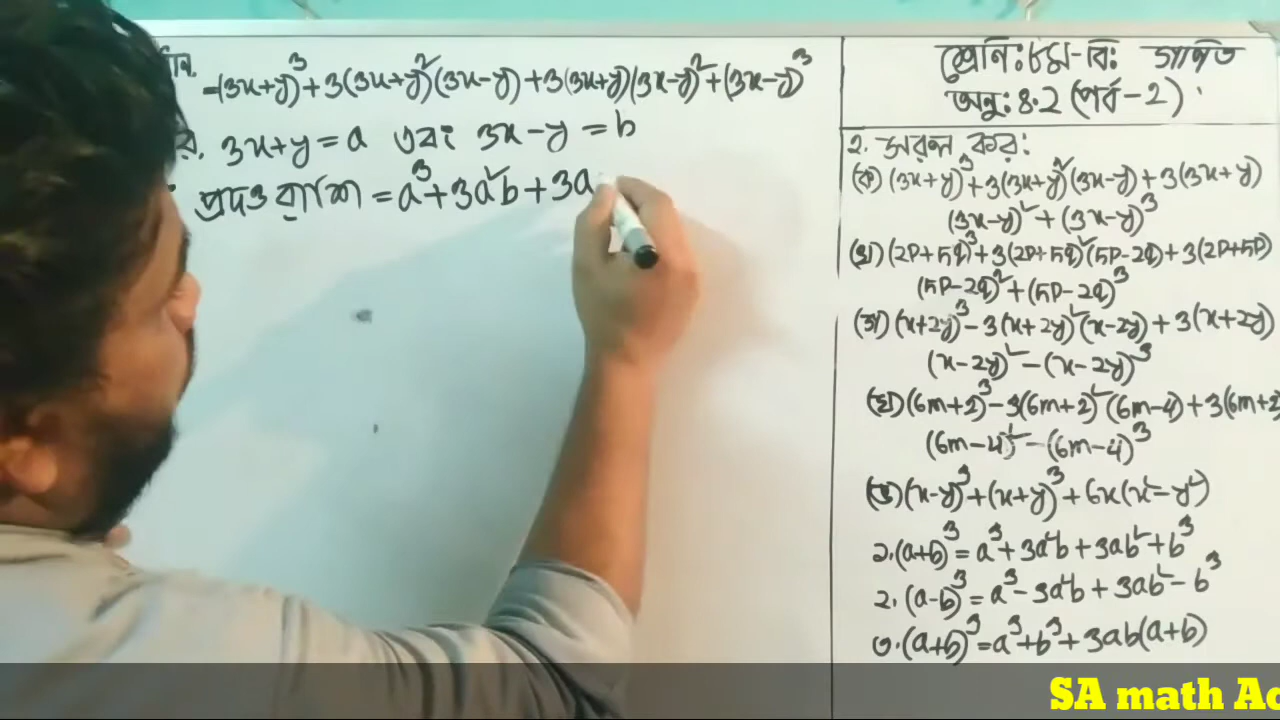 মান,
=(3x+y)³+3(3x+y)²(3x-y)+3(3x+y)(3x-y)²+(3x-y)³
রি, 3x+y=a এবং 3x-y=b
প্রদত্ত রাশি = a³+3a²b+3a
শ্রেণি: ৮ম-বি: গণিত
অনু: ৪.২ (পর্ব-2)
২. সরল কর:
(ক) (3x+y)³+3(3x+y)²(3x-y)+3(3x+y)
(3x-y)²+(3x-y)³
(খ) (2p+5q)³+3(2p+5q)²(5p-2q)+3(2p+5p)
(5p-2q)²+(5p-2q)³
(গ) (x+2y)³-3(x+2y)²(x-2y)+3(x+2y)
(x-2y)²-(x-2y)³
(ঘ) (6m+2)³-3(6m+2)²(6m-4)+3(6m+2
(6m-4)²-(6m-4)³
(ঙ) (x-y)³+(x+y)³+6x(x²-y²)
১. (a+b)³=a³+3a²b+3ab²+b³
২. (a-b)³=a³-3a²b+3ab²-b³
৩. (a+b)³=a³+b³+3ab(a+b)
SA math Ac